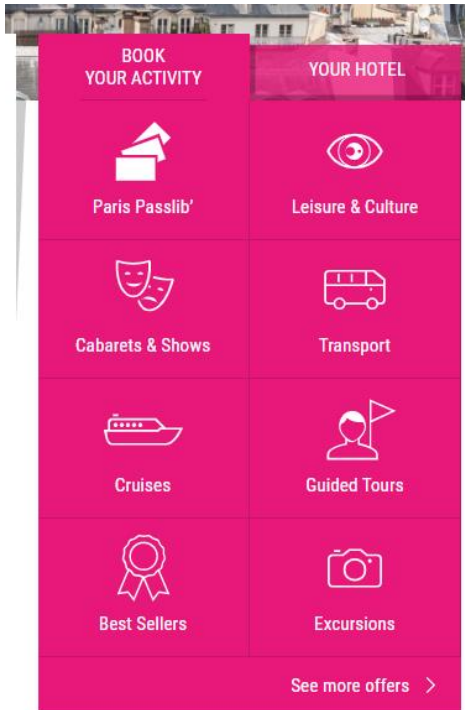 BOOK
YOUR ACTIVITY
YOUR HOTEL
Paris Passlib'
Leisure & Culture
Cabarets & Shows
Transport
Cruises
Guided Tours
Best Sellers
Excursions
See more offers